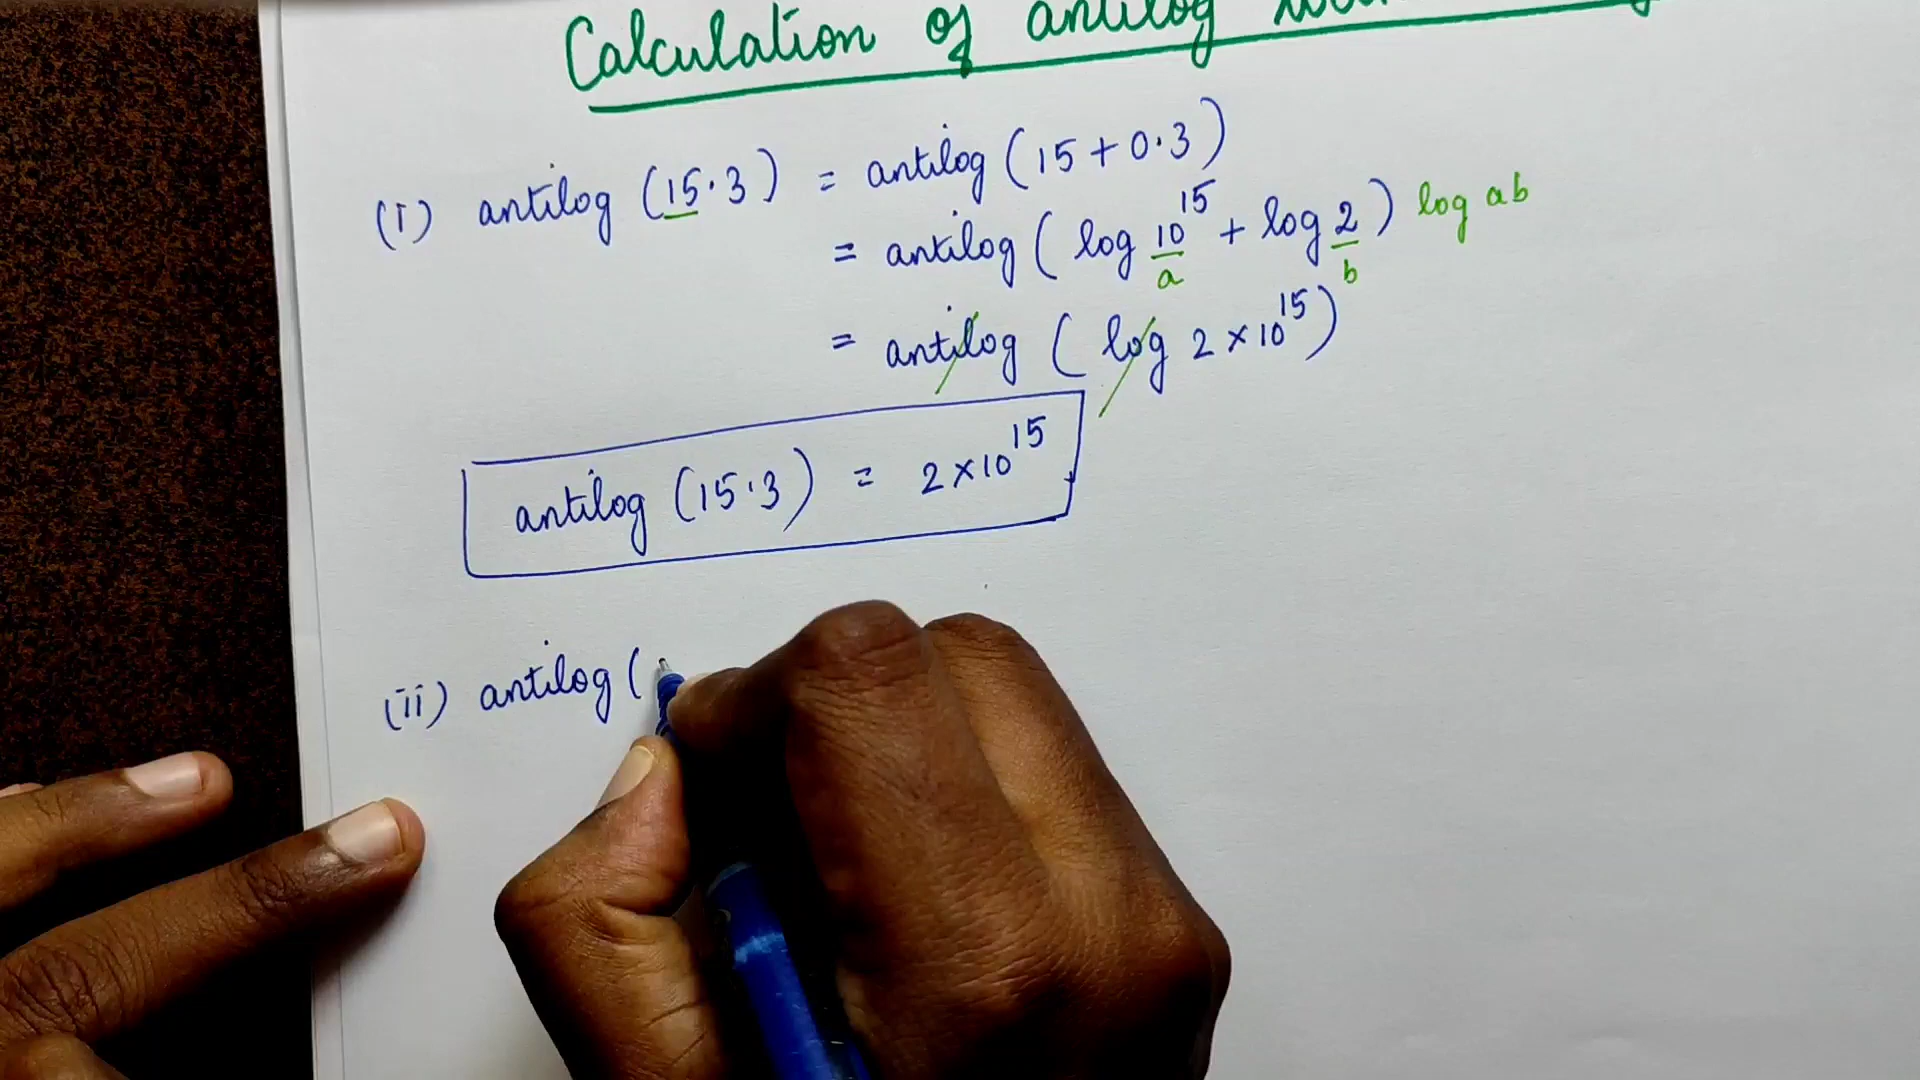 Calculation of antilog
(i) antilog (15.3) = antilog (15 + 0.3)
= antilog ( log 10^15 + log 2 ) log ab
a b
= antilog ( log 2 × 10^15 )
antilog (15.3) = 2 × 10^15
(ii) antilog (